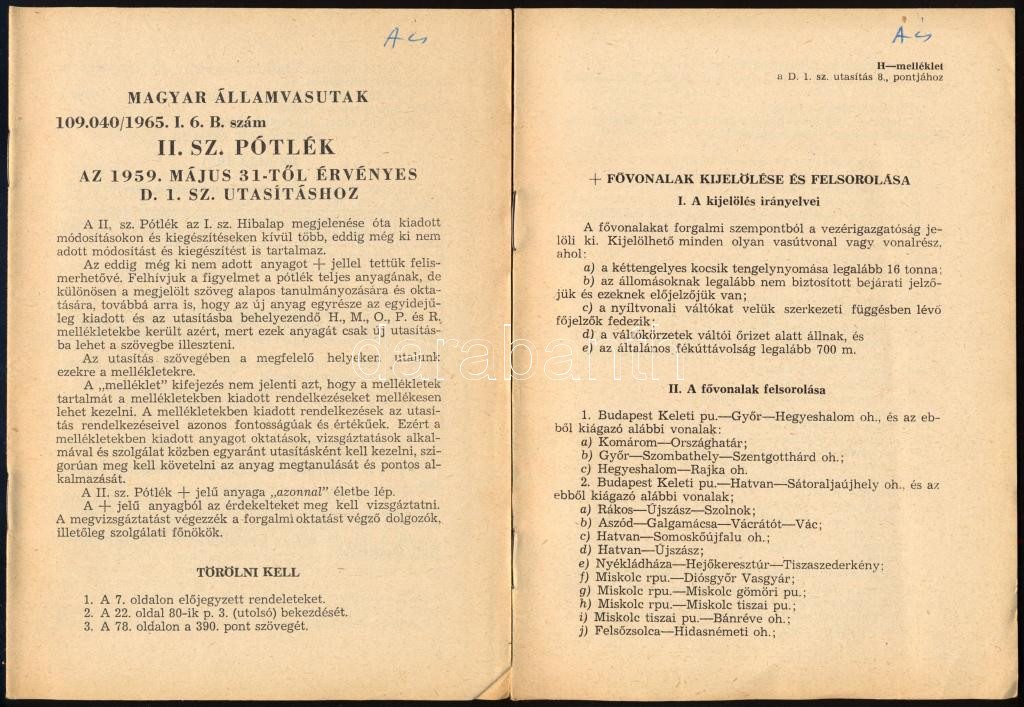 Ács
MAGYAR ÁLLAMVASUTAK
109.040/1965. I. 6. B. szám
II. SZ. PÓTLÉK
AZ 1959. MÁJUS 31-TŐL ÉRVÉNYES
D. 1. SZ. UTASÍTÁSHOZ
A II, sz. Pótlék az I. sz. Hibalap megjelenése óta kiadott
módosításokon és kiegészítéseken kívül több, eddig még ki nem
adott módosítást és kiegészítést is tartalmaz.
Az eddig még ki nem adott anyagot + jellel tettük felis-
merhetővé. Felhívjuk a figyelmet a pótlék teljes anyagának, de
különösen a megjelölt szöveg alapos tanulmányozására és okta-
tására, továbbá arra is, hogy az új anyag egyrésze az egyidejű-
leg kiadott és az utasításba behelyezendő H., M., O., P. és R,
mellékletekbe került azért, mert ezek anyagát csak új utasítás-
ba lehet a szövegbe illeszteni.
Az utasítás szövegében a megfelelő helyeken utalunk
ezekre a mellékletekre.
A „melléklet” kifejezés nem jelenti azt, hogy a mellékletek
tartalmát a mellékletekben kiadott rendelkezéseket mellékesen
lehet kezelni. A mellékletekben kiadott rendelkezések az utasí-
tás rendelkezéseivel azonos fontosságúak és értékűek. Ezért a
mellékletekben kiadott anyagot oktatások, vizsgáztatások alkal-
mával és szolgálat közben egyaránt utasításként kell kezelni, szi-
gorúan meg kell követelni az anyag megtanulását és pontos al-
kalmazását.
A II. sz. Pótlék + jelű anyaga „azonnal” életbe lép.
A + jelű anyagból az érdekelteket meg kell vizsgáztatni.
A megvizsgáztatást végezzék a forgalmi oktatást végző dolgozók,
illetőleg szolgálati főnökök.
TÖRÖLNI KELL
1. A 7. oldalon előjegyzett rendeleteket.
2. A 22. oldal 80-ik p. 3. (utolsó) bekezdését.
3. A 78. oldalon a 390. pont szövegét.
Ács
H—melléklet
a D. 1. sz. utasítás 8., pontjához
+ FŐVONALAK KIJELÖLÉSE ÉS FELSOROLÁSA
I. A kijelölés irányelvei
A fővonalakat forgalmi szempontból a vezérigazgatóság je-
löli ki. Kijelölhető minden olyan vasútvonal vagy vonalrész,
ahol:
a) a kéttengelyes kocsik tengelynyomása legalább 16 tonna;
b) az állomásoknak legalább nem biztosított bejárati jelző-
jük és ezeknek előjelzőjük van;
c) a nyíltvonali váltókat velük szerkezeti függésben lévő
főjelzők fedezik;
d) a váltókörzetek váltói őrizet alatt állnak, és
e) az általános fékúttávolság legalább 700 m.
II. A fővonalak felsorolása
1. Budapest Keleti pu.—Győr—Hegyeshalom oh., és az eb-
ből kiágazó alábbi vonalak:
a) Komárom—Országhatár;
b) Győr—Szombathely—Szentgotthárd oh.;
c) Hegyeshalom—Rajka oh.
2. Budapest Keleti pu.—Hatvan—Sátoraljaújhely oh., és az
ebből kiágazó alábbi vonalak;
a) Rákos—Újszász—Szolnok;
b) Aszód—Galgamácsa—Vácrátót—Vác;
c) Hatvan—Somoskőújfalu oh.;
d) Hatvan—Újszász;
e) Nyékládháza—Hejőkeresztúr—Tiszaszederkény;
f) Miskolc rpu.—Diósgyőr Vasgyár;
g) Miskolc rpu.—Miskolc gömöri pu.;
h) Miskolc rpu.—Miskolc tiszai pu.;
i) Miskolc tiszai pu.—Bánréve oh.;
j) Felsőzsolca—Hidasnémeti oh.;
darabanth